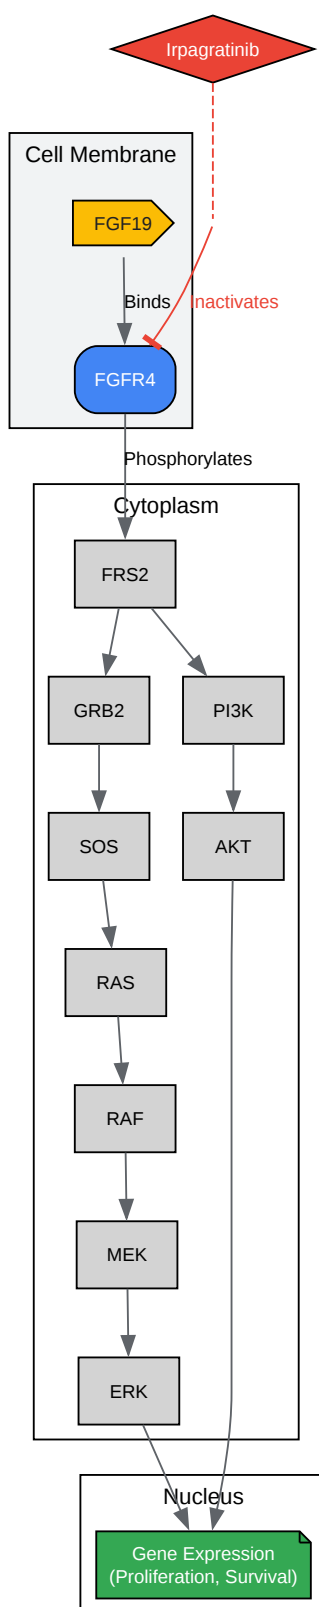 Irpagratinib
Cell Membrane
FGF19
Binds
Inactivates
FGFR4
Phosphorylates
Cytoplasm
FRS2
GRB2
PI3K
SOS
AKT
RAS
RAF
MEK
ERK
Nucleus
Gene Expression
(Proliferation, Survival)